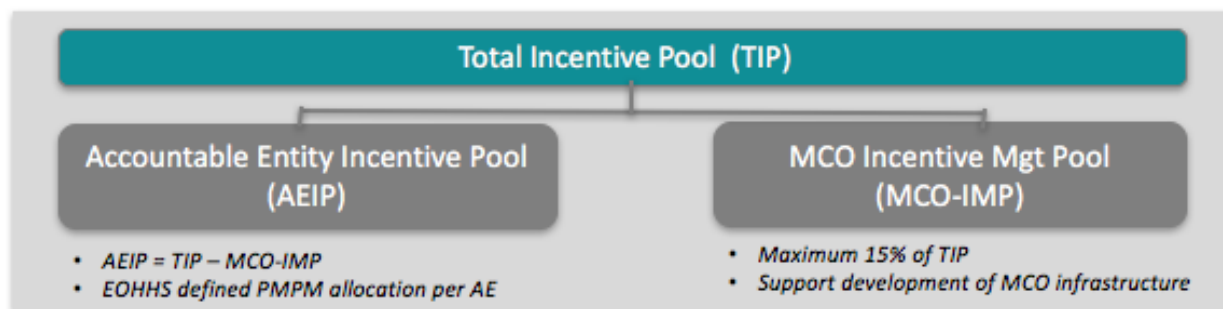 Total Incentive Pool (TIP)
Accountable Entity Incentive Pool
(AEIP)
MCO Incentive Mgt Pool
(MCO-IMP)
• AEIP = TIP – MCO-IMP
• EOHHS defined PMPM allocation per AE
• Maximum 15% of TIP
• Support development of MCO infrastructure